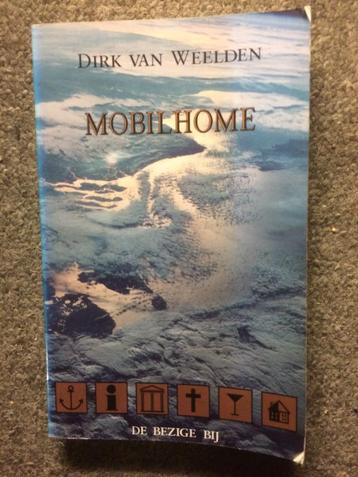 DIRK VAN WEELDEN
MOBILHOME
DE BEZIGE BIJ